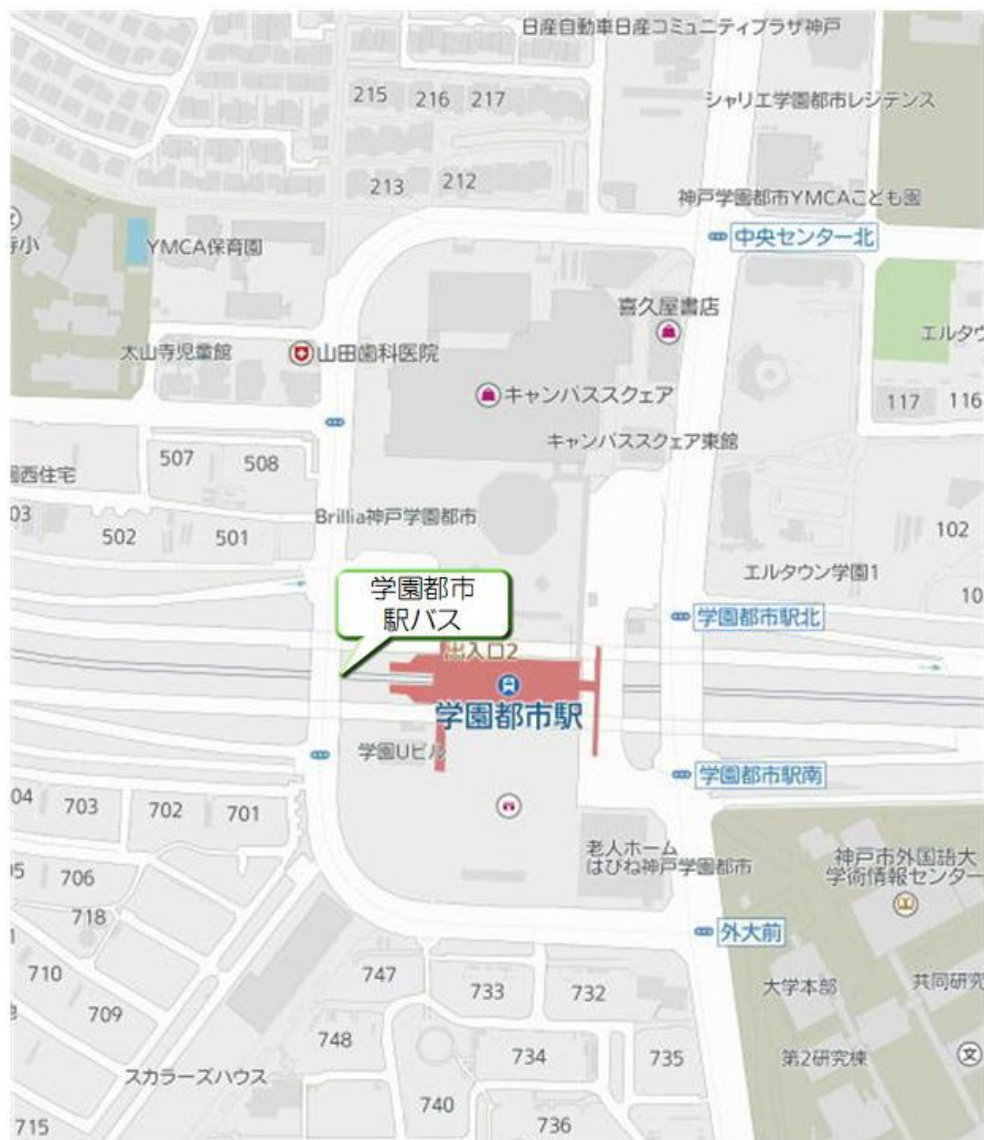 日産自動車日産コミュニティプラザ神戸
215
216
217
シャリエ学園都市レジデンス
213
212
神戸学園都市YMCAこども園
中央センター北
寺小
YMCA保育園
喜久屋書店
太山寺児童館
山田歯科医院
エルタウ
キャンパススクェア
117
116
キャンパススクェア東館
507
508
園西住宅
03
502
501
Brillia神戸学園都市
102
エルタウン学園1
10
学園都市
駅バス
学園都市駅北
出入口2
学園都市駅
学園Uビル
学園都市駅南
04
703
702
701
老人ホーム
はぴね神戸学園都市
神戸市外国語大
学術情報センター
05
706
718
外大前
710
709
747
733
732
大学本部
共同研究
748
734
735
第2研究棟
文
スカラーズハウス
740
736
715